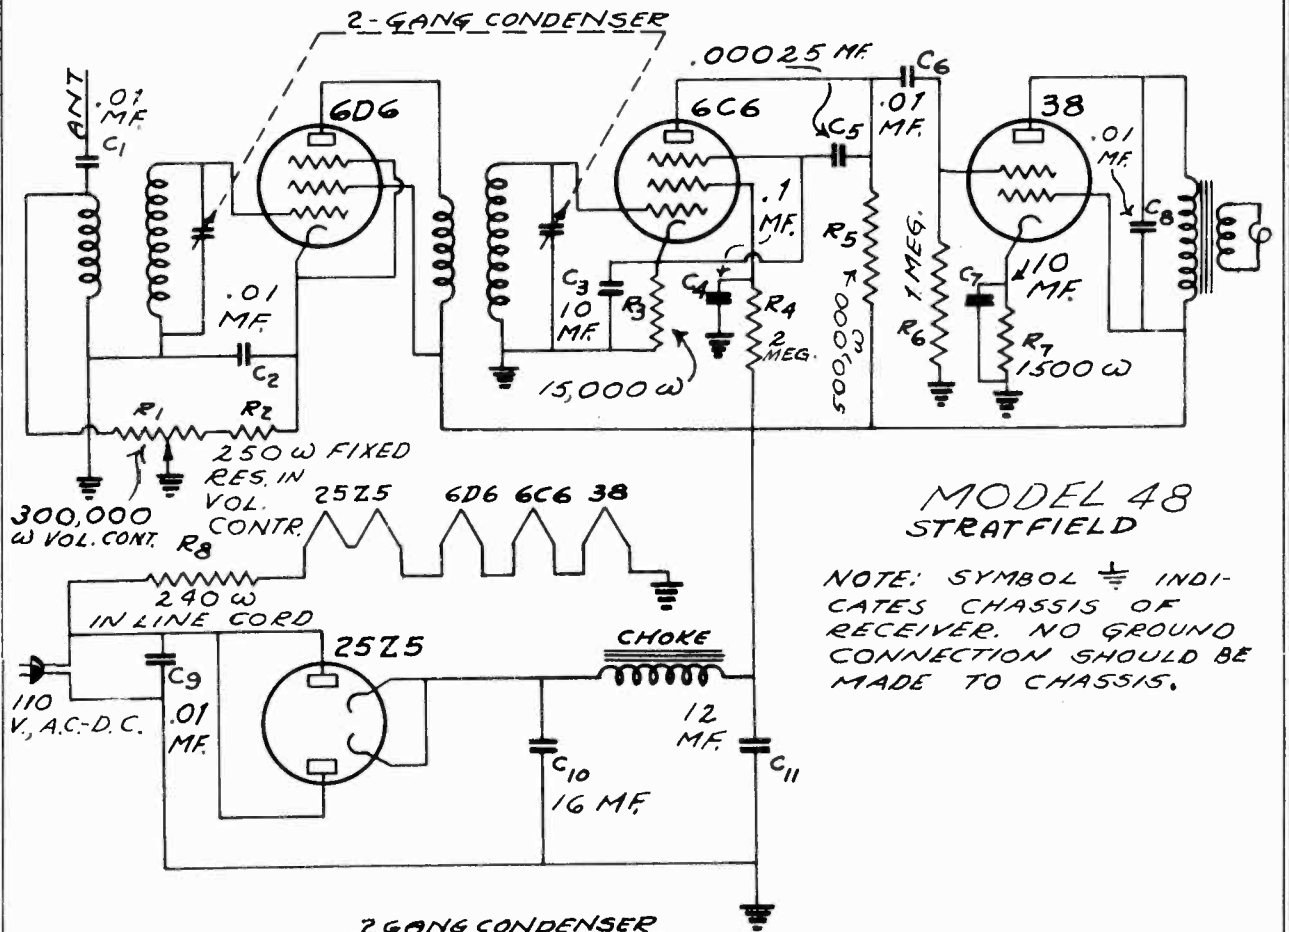 2-GANG CONDENSER
ANT
.01
MF.
C1
6D6
.00025 MF.
6C6
C6
.01
MF.
C5
38
.01
MF.
C8
.1
MF.
R5
1 MEG.
.01
MF.
C2
C3
10
MF.
R3
C4
R4
2
MEG.
500,000
ω
R6
C7
10
MF.
R7
1500 ω
15,000 ω
R1
R2
250 ω FIXED
RES. IN
VOL.
CONTR.
300,000
ω VOL. CONT.
25Z5
6D6
6C6
38
MODEL 48
STRATFIELD
R8
240 ω
IN LINE CORD
NOTE: SYMBOL INDI-
CATES CHASSIS OF
RECEIVER. NO GROUND
CONNECTION SHOULD BE
MADE TO CHASSIS.
25Z5
CHOKE
110
V., A.C.-D.C.
C9
.01
MF.
12
MF.
C10
16 MF.
C11
2 GANG CONDENSER